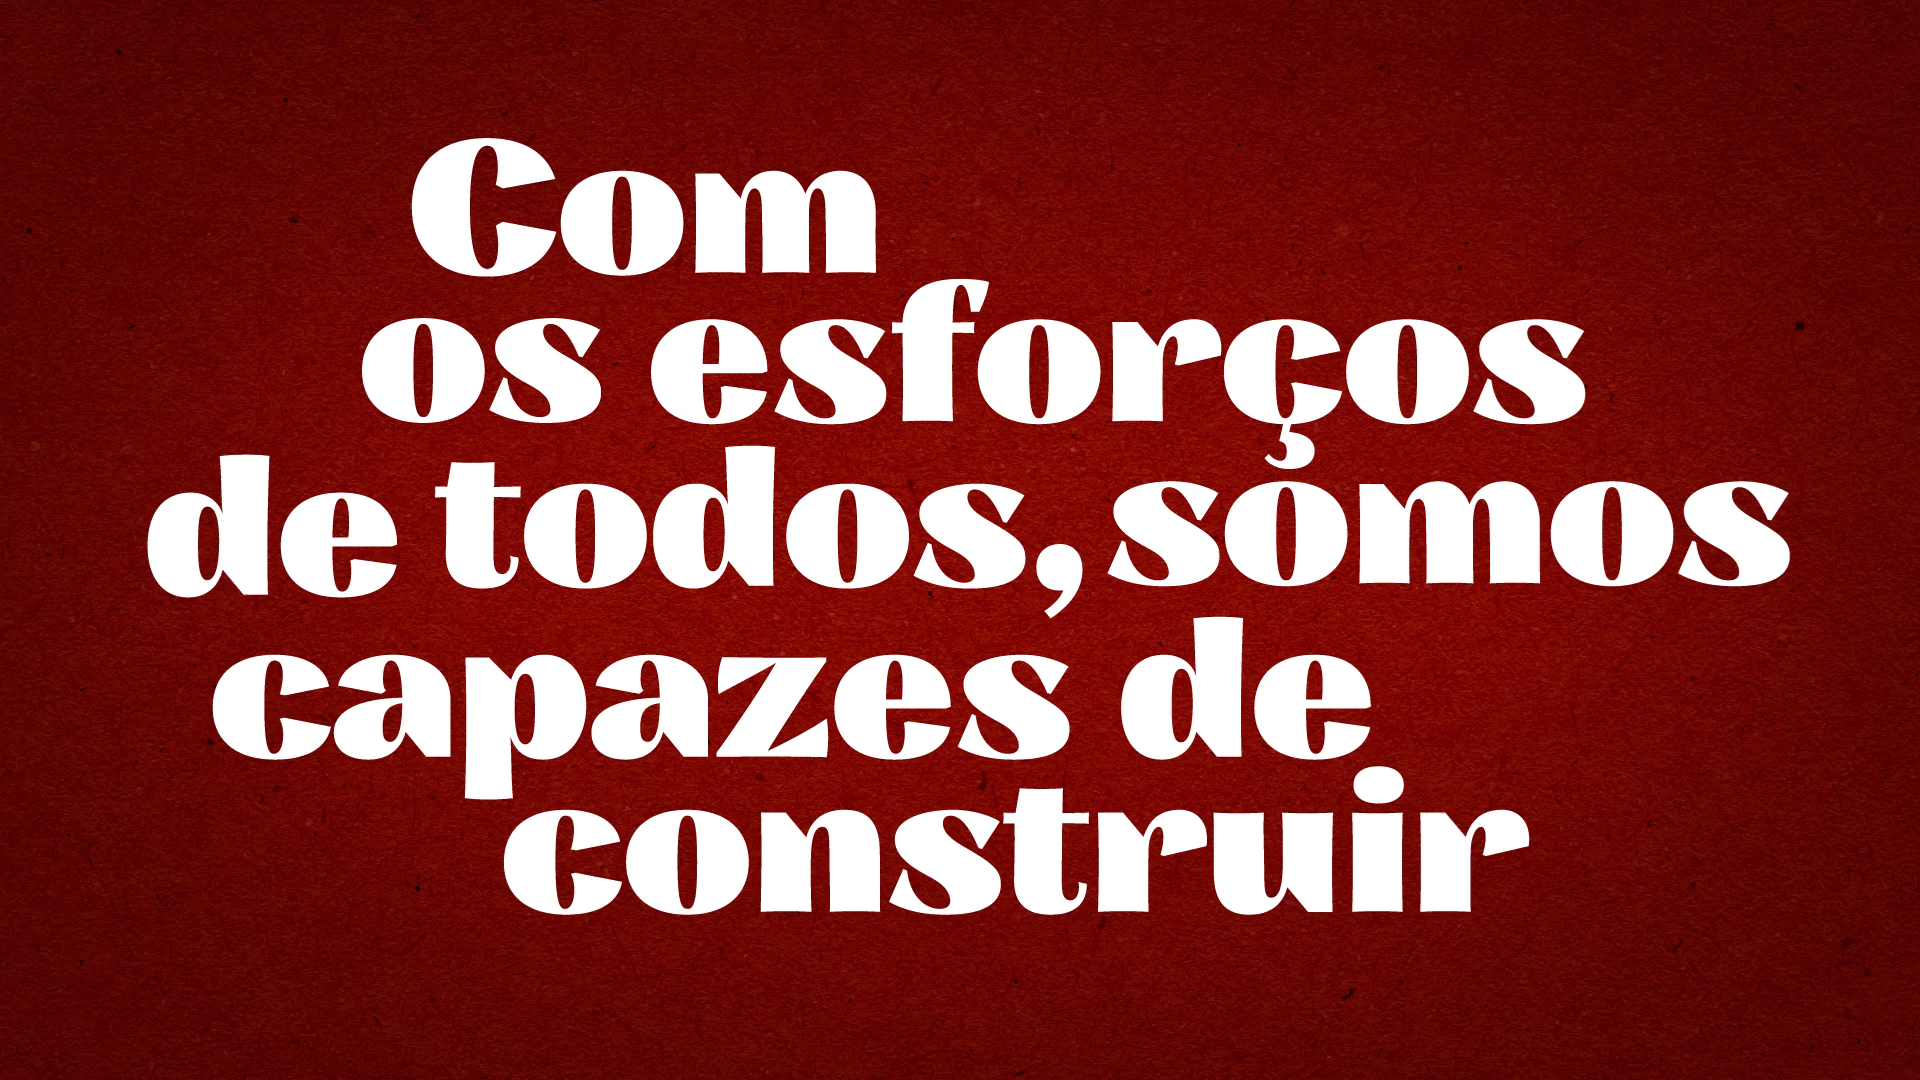 Com
os esforços
de todos, somos
capazes de
construir